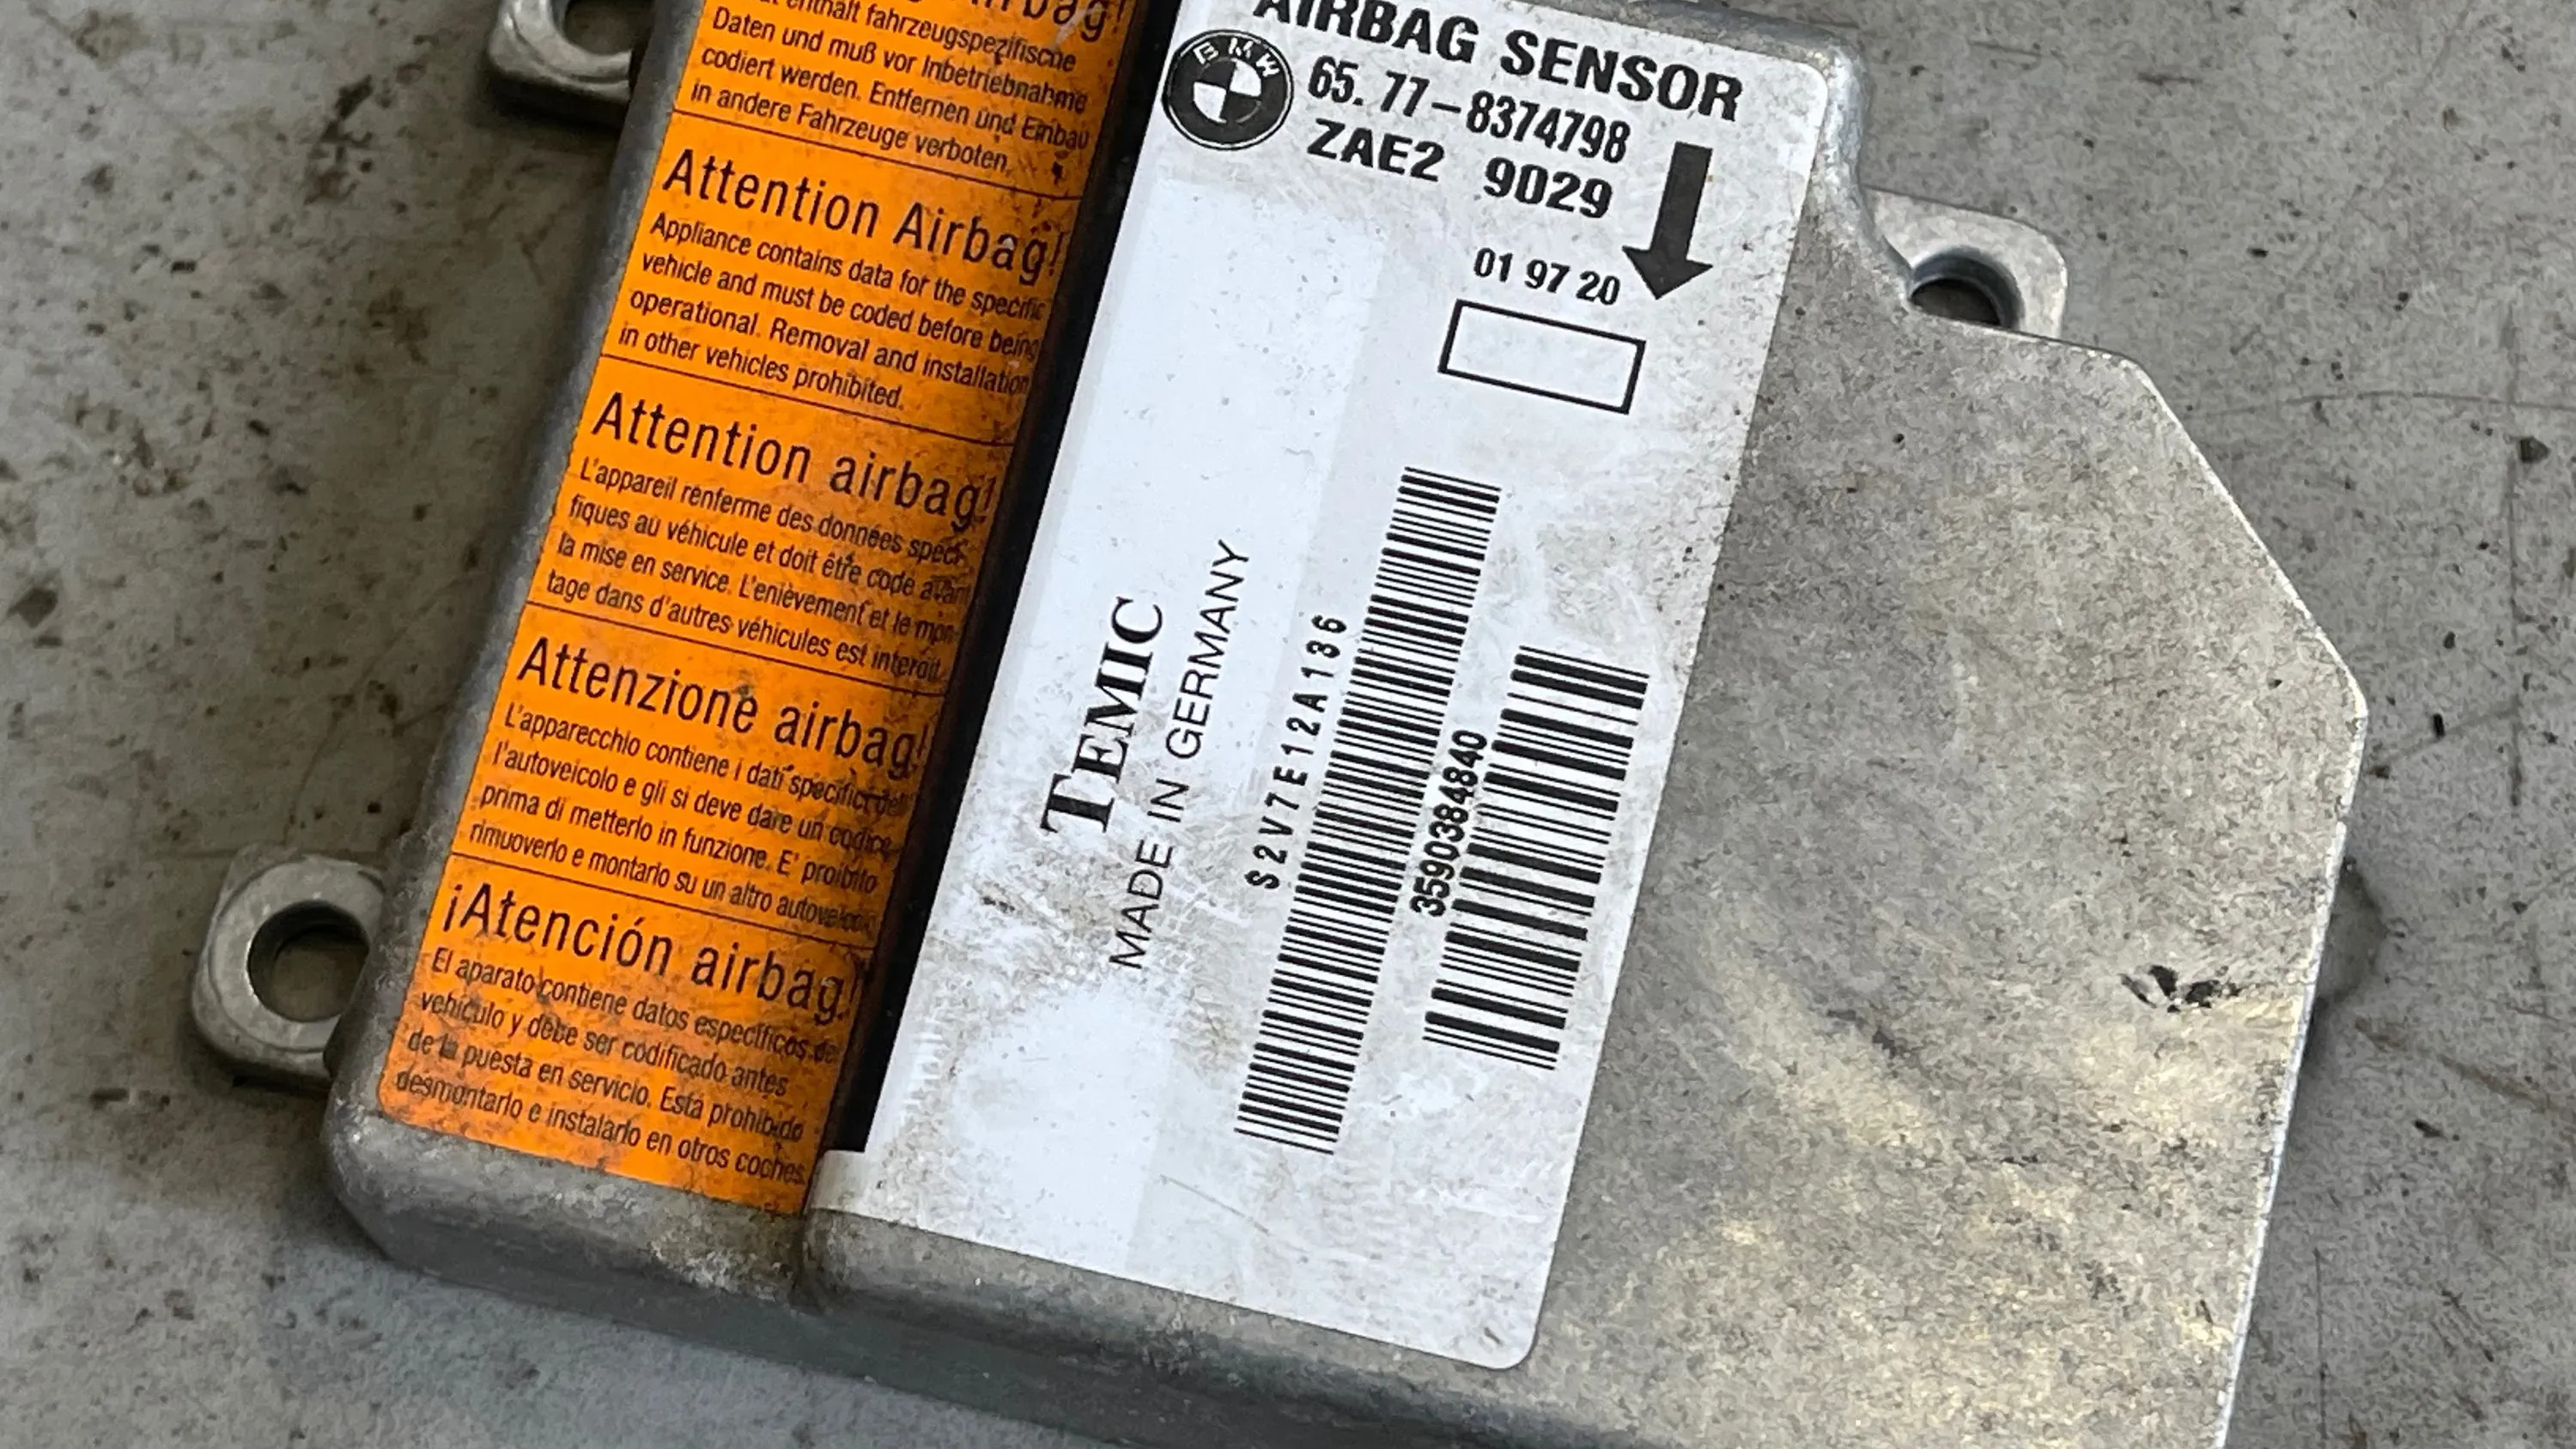 enthält fahrzeugspezifische
Daten und muß vor Inbetriebnahme
codiert werden. Entfernen und Einbau
in andere Fahrzeuge verboten.
Attention Airbag!
Appliance contains data for the specific
vehicle and must be coded before being
operational. Removal and installation
in other vehicles prohibited.
Attention airbag!
L'appareil renferme des données speci-
fiques au véhicule et doit être code avant
la mise en service. L'enlèvement et le mon-
tage dans d'autres véhicules est interdit.
Attenzione airbag!
L'apparecchio contiene i dati specifici del
l'autoveicolo e gli si deve dare un codice
prima di metterlo in funzione. E' proibito
rimuoverlo e montarlo su un altro autoveicolo
¡Atención airbag!
El aparato contiene datos específicos de
vehículo y debe ser codificado antes
de la puesta en servicio. Está prohibido
desmontarlo e instalarlo en otros coches.
AIRBAG SENSOR
BMW
65.77-8374798
ZAE2 9029
01 97 20
TEMIC
MADE IN GERMANY
S2V7E12A136
3590384840